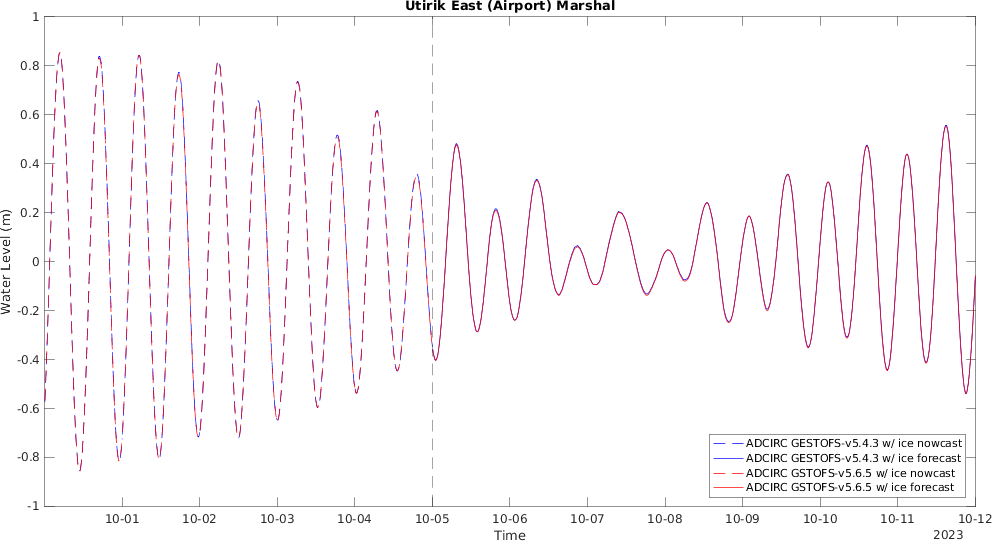 Utirik East (Airport) Marshal
1
0.8
0.6
0.4
0.2
0
-0.2
-0.4
-0.6
-0.8
-1
Water Level (m)
10-01 10-02 10-03 10-04 10-05 10-06 10-07 10-08 10-09 10-10 10-11 10-12
2023
Time
ADCIRC GESTOFS-v5.4.3 w/ ice nowcast
ADCIRC GESTOFS-v5.4.3 w/ ice forecast
ADCIRC GSTOFS-v5.6.5 w/ ice nowcast
ADCIRC GSTOFS-v5.6.5 w/ ice forecast